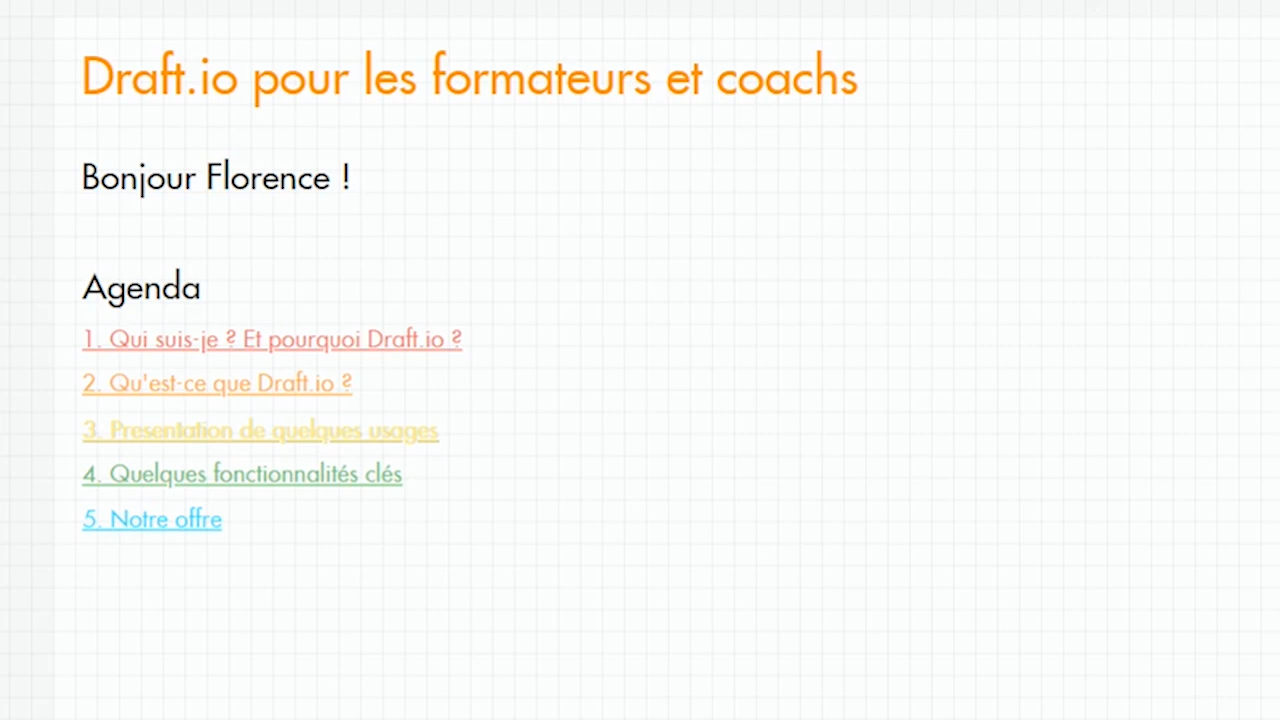 Draft.io pour les formateurs et coachs
Bonjour Florence !
Agenda
1. Qui suis-je ? Et pourquoi Draft.io ?
2. Qu'est-ce que Draft.io ?
3. Presentation de quelques usages
4. Quelques fonctionnalités clés
5. Notre offre